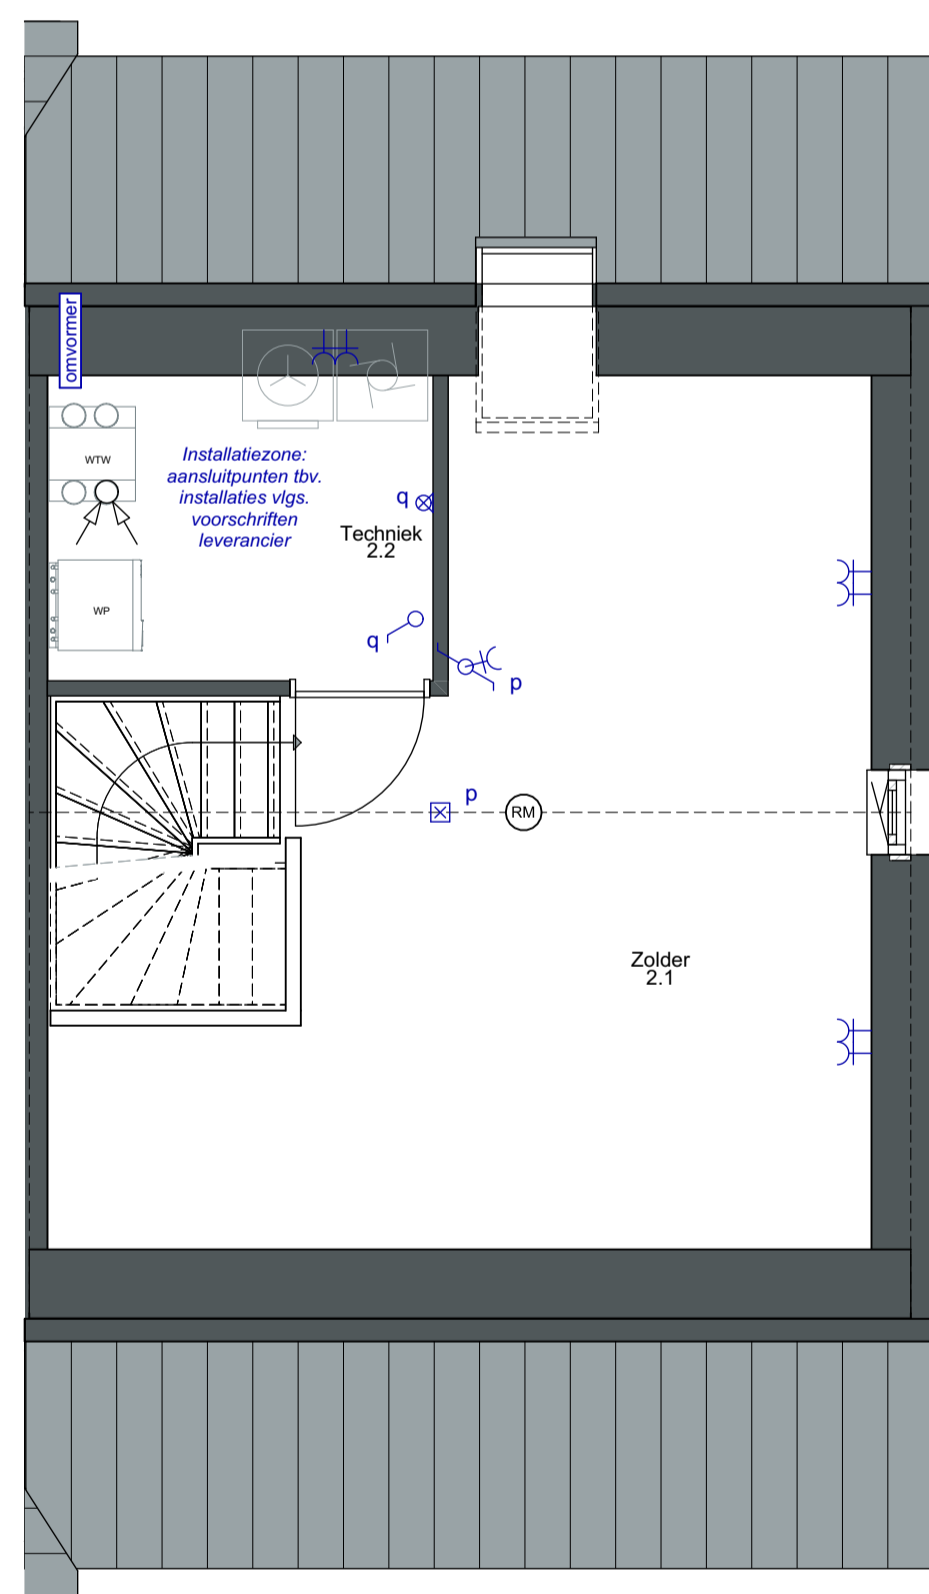 omvormer
WTW
Installatiezone:
aansluitpunten tbv.
installaties vlgs.
voorschriften
leverancier
q
Techniek
2.2
WP
q
p
p
RM
Zolder
2.1